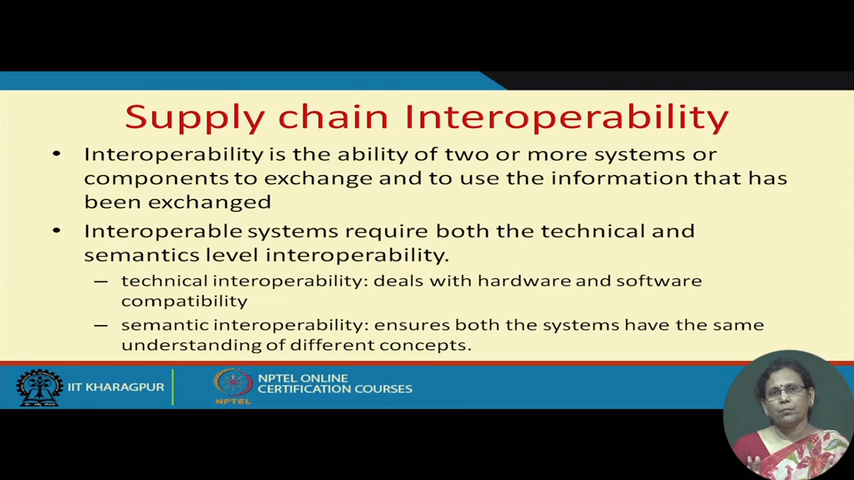 Supply chain Interoperability
• Interoperability is the ability of two or more systems or
components to exchange and to use the information that has
been exchanged
• Interoperable systems require both the technical and
semantics level interoperability.
– technical interoperability: deals with hardware and software
compatibility
– semantic interoperability: ensures both the systems have the same
understanding of different concepts.
IIT KHARAGPUR
NPTEL
NPTEL ONLINE
CERTIFICATION COURSES